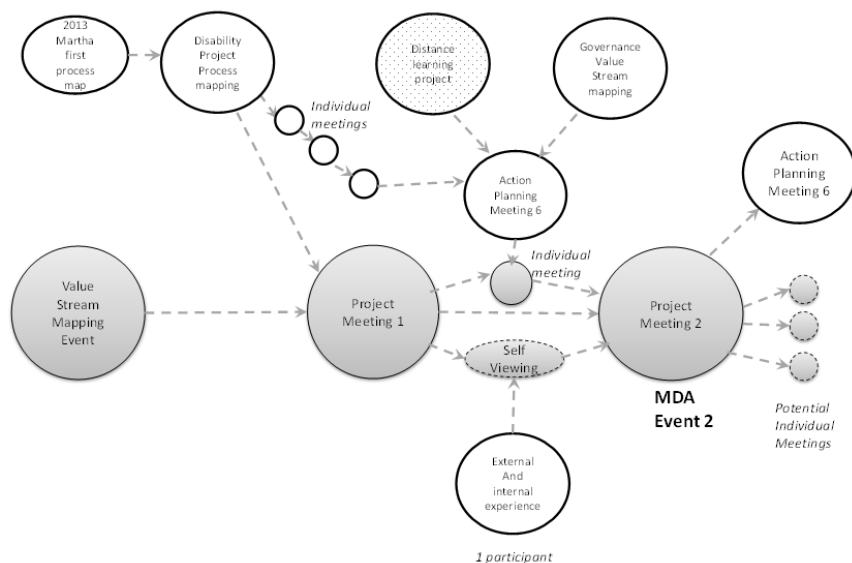 2013
Martha
first
process
map
Disability
Project
Process
mapping
Individual
meetings
Distance
learning
project
Governance
Value
Stream
mapping
Action
Planning
Meeting 6
Action
Planning
Meeting 6
Value
Stream
Mapping
Event
Project
Meeting 1
Individual
meeting
Self
Viewing
Project
Meeting 2
MDA
Event 2
Potential
Individual
Meetings
External
And
internal
experience
1 participant